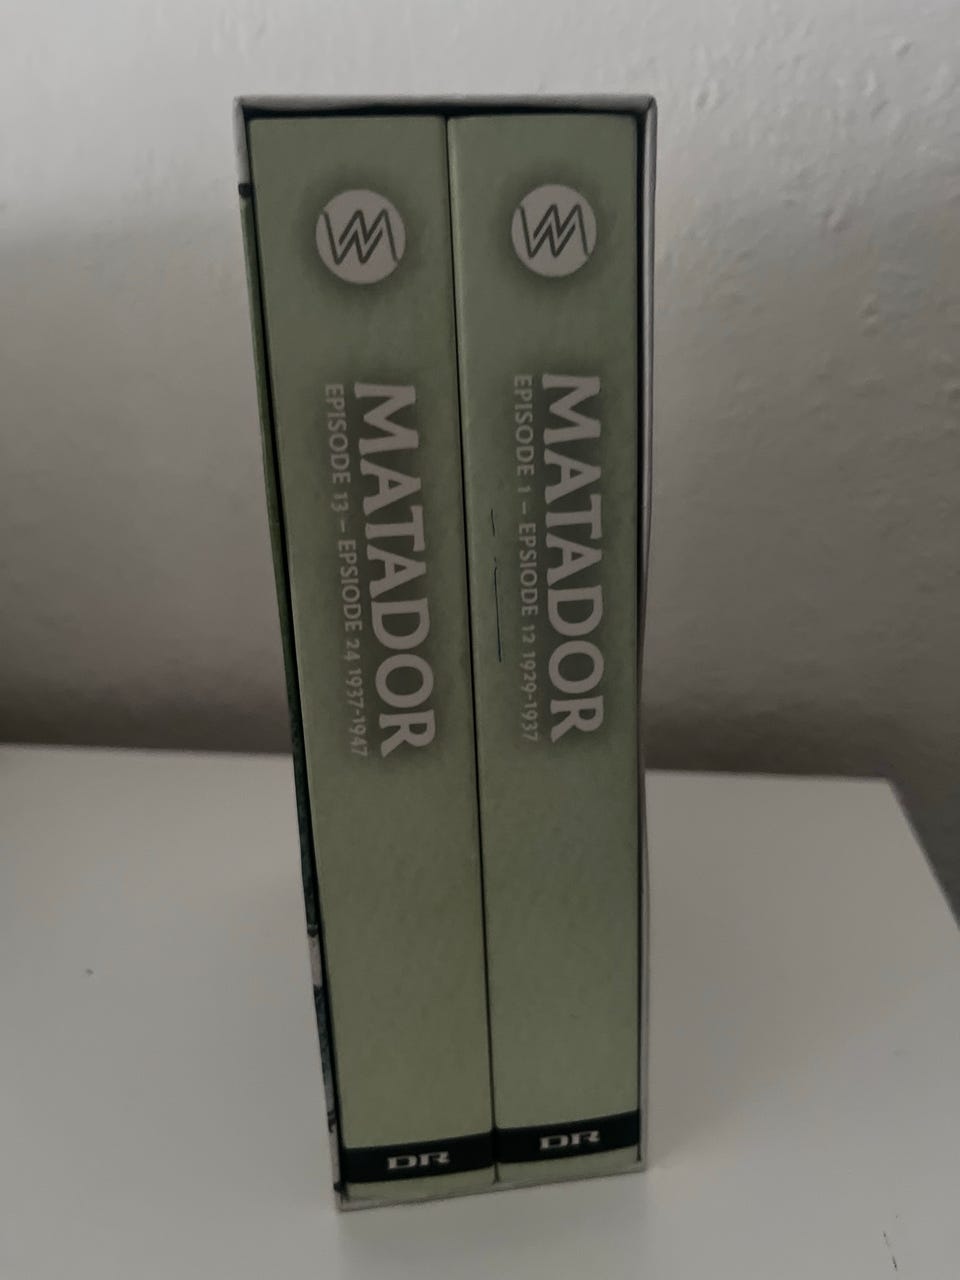 MATADOR
EPISODE 13 – EPSIODE 24 1937-1947
DR
MATADOR
EPISODE 1 – EPSIODE 12 1929-1937
DR